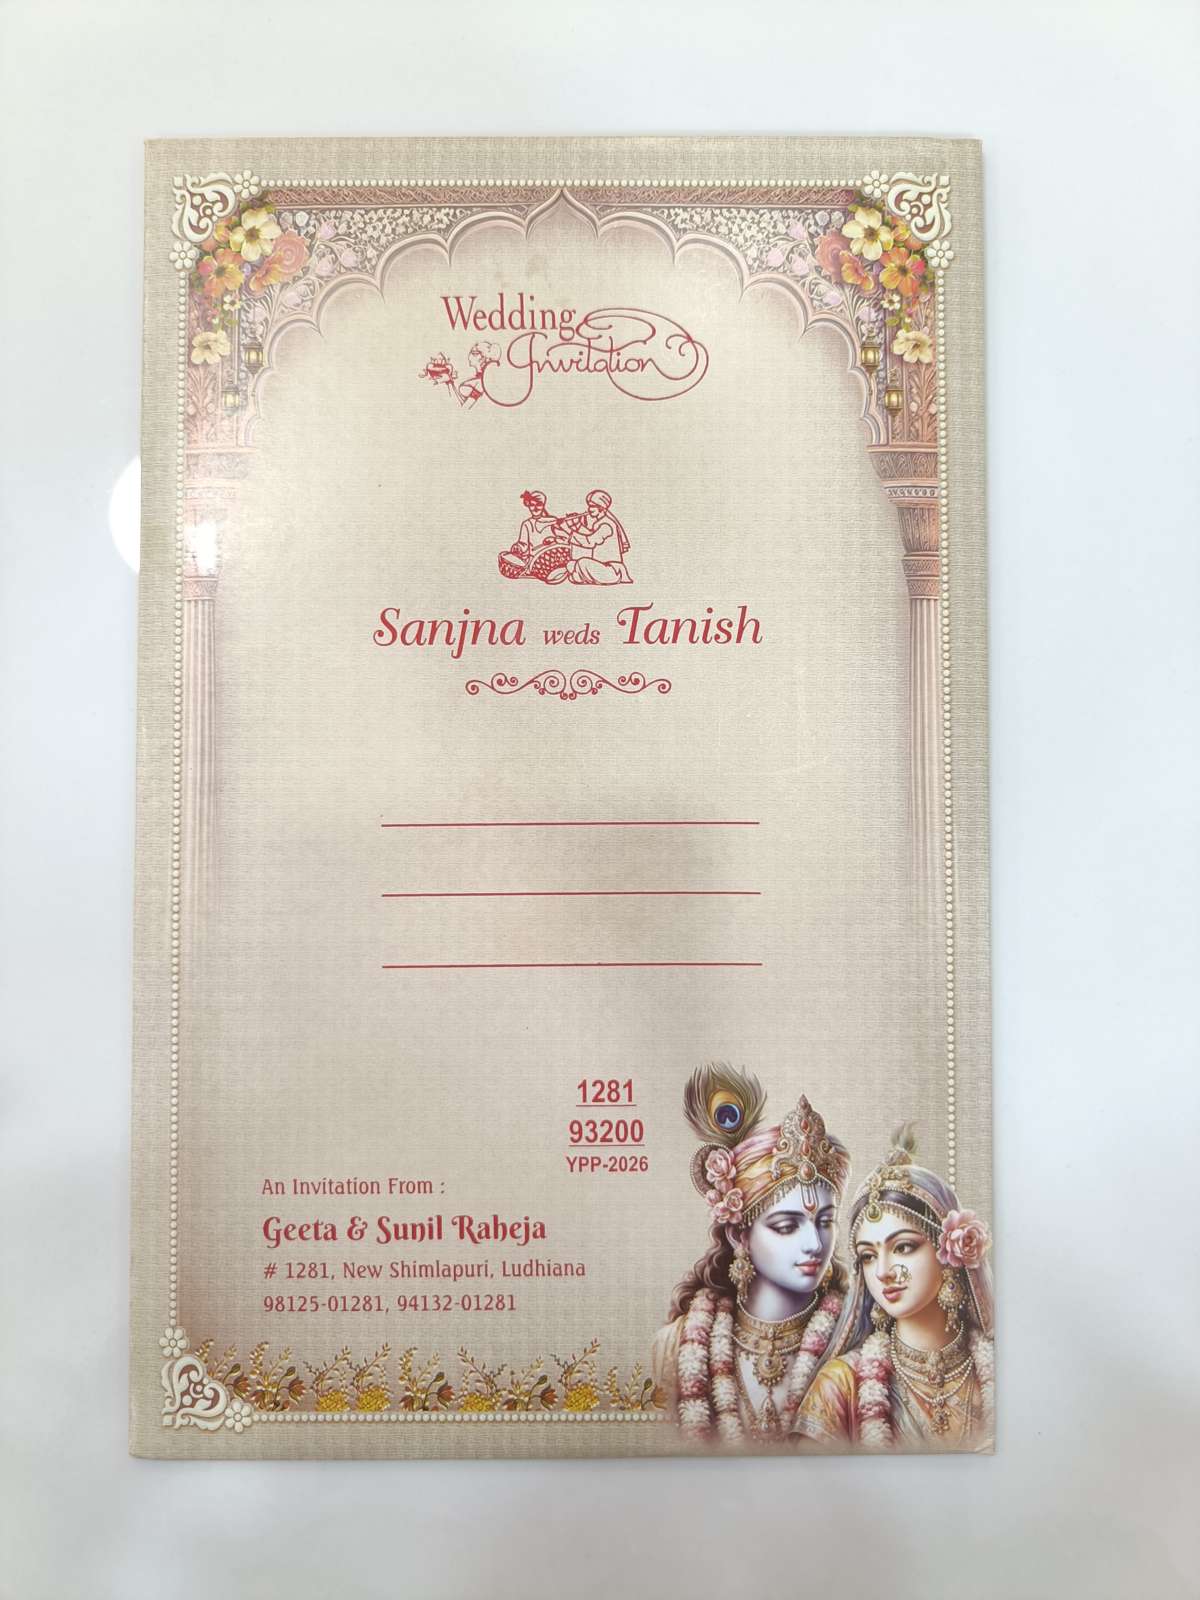 Wedding
Invitation
Sanjna weds Tanish
1281
93200
YPP-2026
An Invitation From :
Geeta & Sunil Raheja
# 1281, New Shimlapuri, Ludhiana
98125-01281, 94132-01281